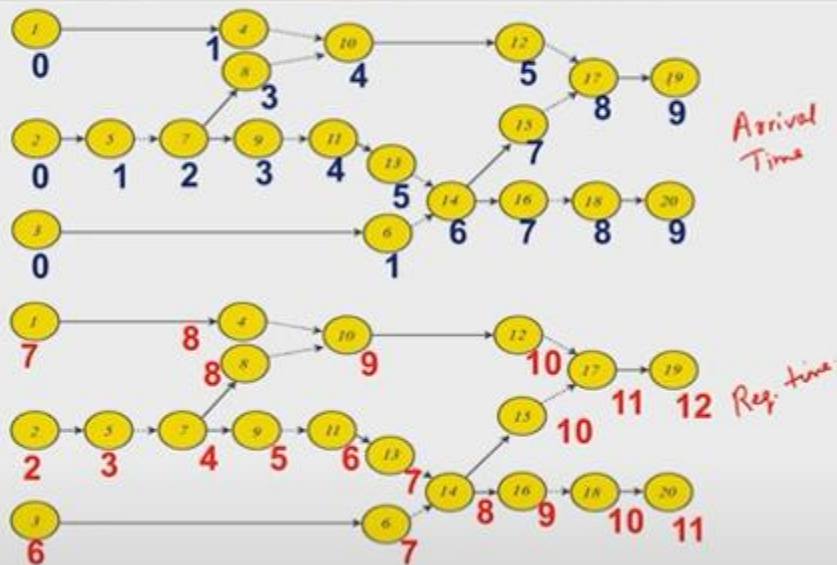 1 4 10 12
0 1 8 4 5 17 19
3 8 9
2 5 7 9 11 13 15
0 1 2 3 4 5 7
14 16 18 20
6 7 8 9
3 6
0 1
Arrival
Time
1 4 10 12
7 8 8 9 10 17 19
8 11 12
2 5 7 9 11 13 15
2 3 4 5 6 7 10
14 16 18 20
8 9 10 11
3 6
6 7
Req. time